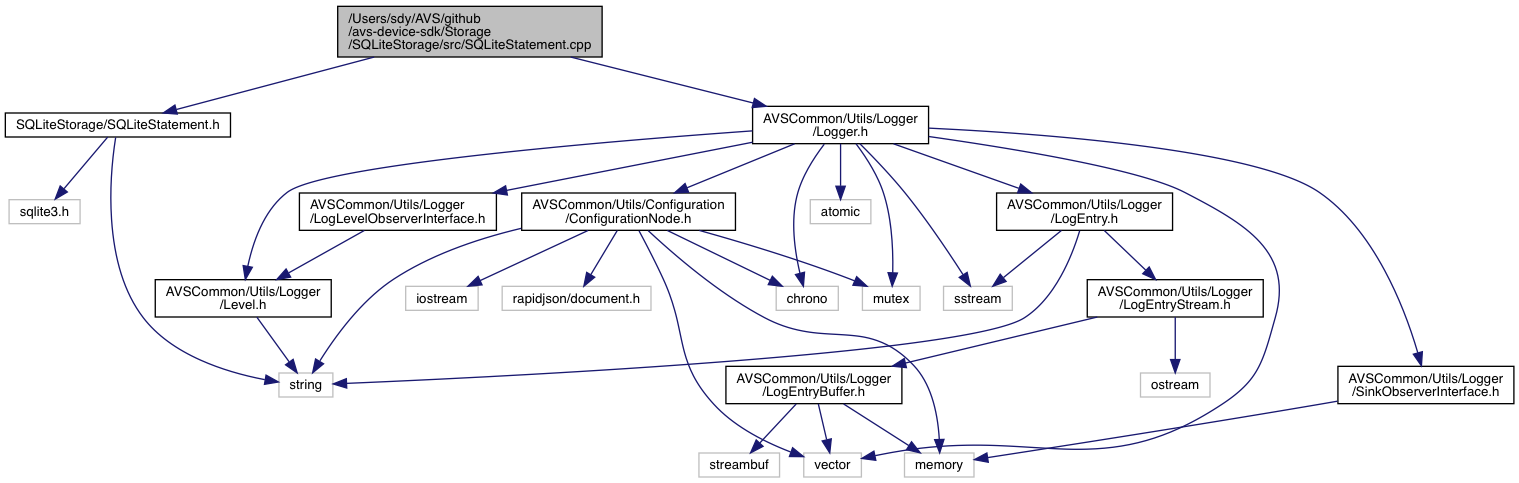 /Users/sdy/AVS/github
/avs-device-sdk/Storage
/SQLiteStorage/src/SQLiteStatement.cpp
SQLiteStorage/SQLiteStatement.h
AVSCommon/Utils/Logger
/Logger.h
sqlite3.h
AVSCommon/Utils/Logger
/LogLevelObserverInterface.h
AVSCommon/Utils/Configuration
/ConfigurationNode.h
atomic
AVSCommon/Utils/Logger
/LogEntry.h
AVSCommon/Utils/Logger
/Level.h
iostream
rapidjson/document.h
chrono
mutex
sstream
AVSCommon/Utils/Logger
/LogEntryStream.h
string
AVSCommon/Utils/Logger
/LogEntryBuffer.h
ostream
AVSCommon/Utils/Logger
/SinkObserverInterface.h
streambuf
vector
memory